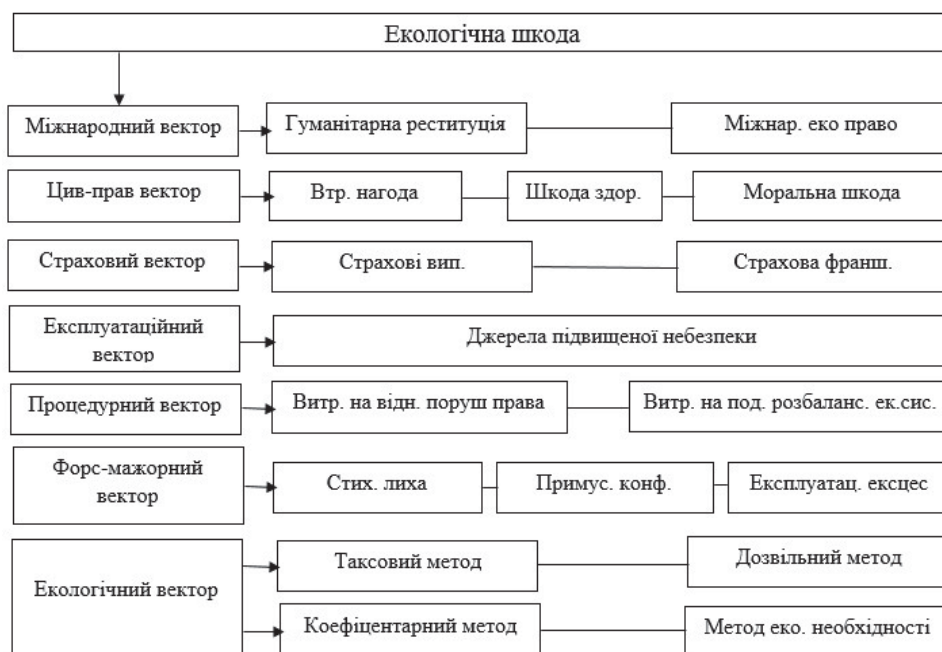 Екологічна шкода
Міжнародний вектор
Гуманітарна реституція
Міжнар. еко право
Цив-прав вектор
Втр. нагода
Шкода здор.
Моральна шкода
Страховий вектор
Страхові вип.
Страхова франш.
Експлуатаційний
вектор
Джерела підвищеної небезпеки
Процедурний вектор
Витр. на відн. поруш права
Витр. на под. розбаланс. ек.сис.
Форс-мажорний
вектор
Стих. лиха
Примус. конф.
Експлуатац. ексцес
Екологічний вектор
Таксовий метод
Дозвільний метод
Коефіцентарний метод
Метод еко. необхідності